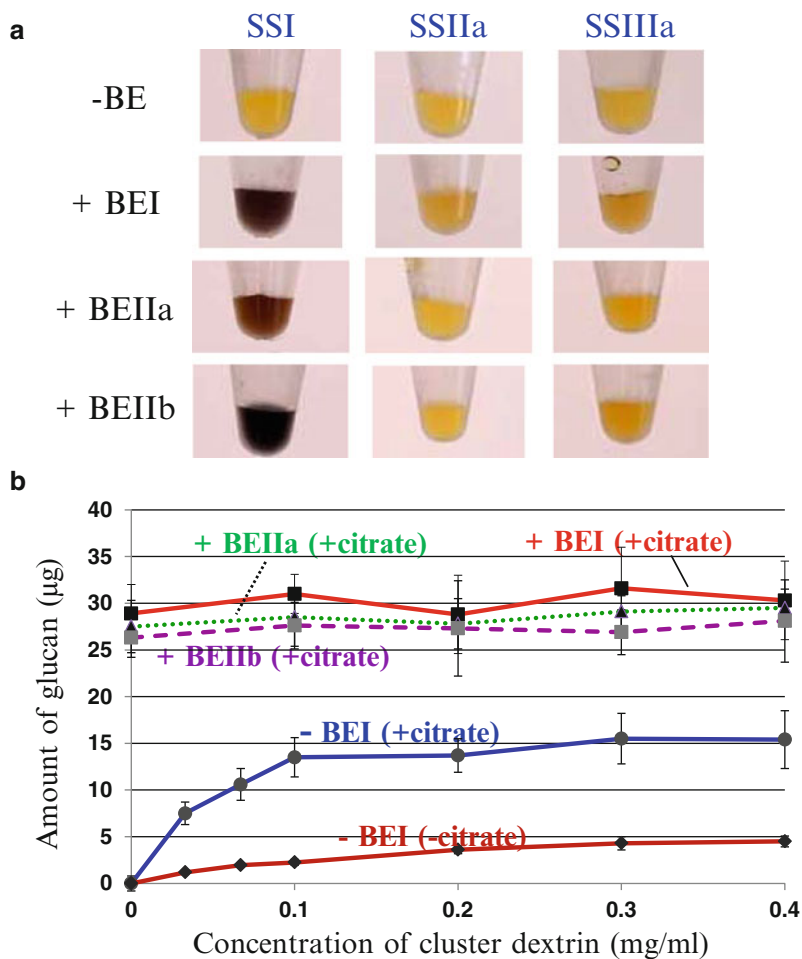 a
SSI SSIIa SSIIIa
-BE
+ BEI
+ BEIIa
+ BEIIb
b
40
35
30
25
20
15
10
5
0
+ BEIIa (+citrate)
+ BEI (+citrate)
+ BEIIb (+citrate)
- BEI (+citrate)
- BEI (-citrate)
Amount of glucan (µg)
0 0.1 0.2 0.3 0.4
Concentration of cluster dextrin (mg/ml)